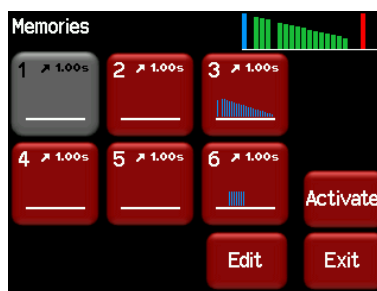 Memories
1 ↗ 1.00s 2 ↗ 1.00s 3 ↗ 1.00s
4 ↗ 1.00s 5 ↗ 1.00s 6 ↗ 1.00s
Activate
Edit Exit